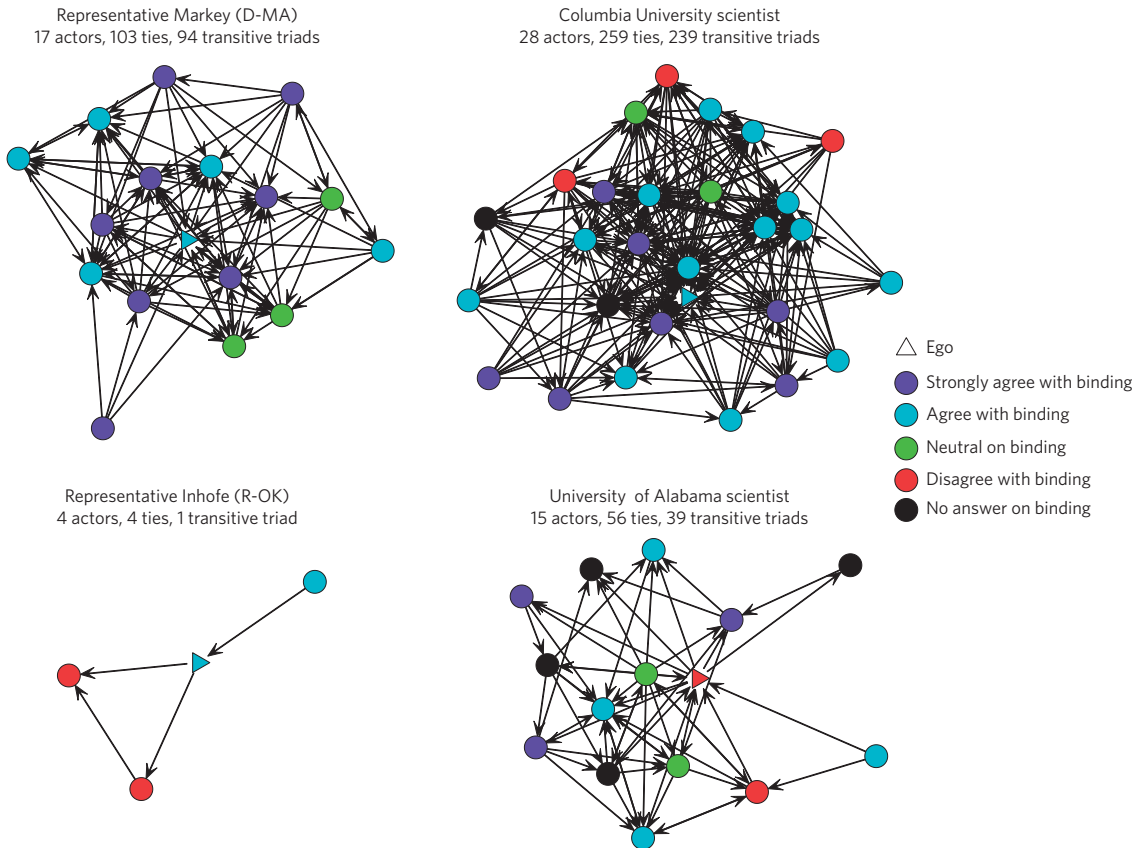 Representative Markey (D-MA)
17 actors, 103 ties, 94 transitive triads
Columbia University scientist
28 actors, 259 ties, 239 transitive triads
Ego
Strongly agree with binding
Agree with binding
Neutral on binding
Disagree with binding
No answer on binding
Representative Inhofe (R-OK)
4 actors, 4 ties, 1 transitive triad
University of Alabama scientist
15 actors, 56 ties, 39 transitive triads